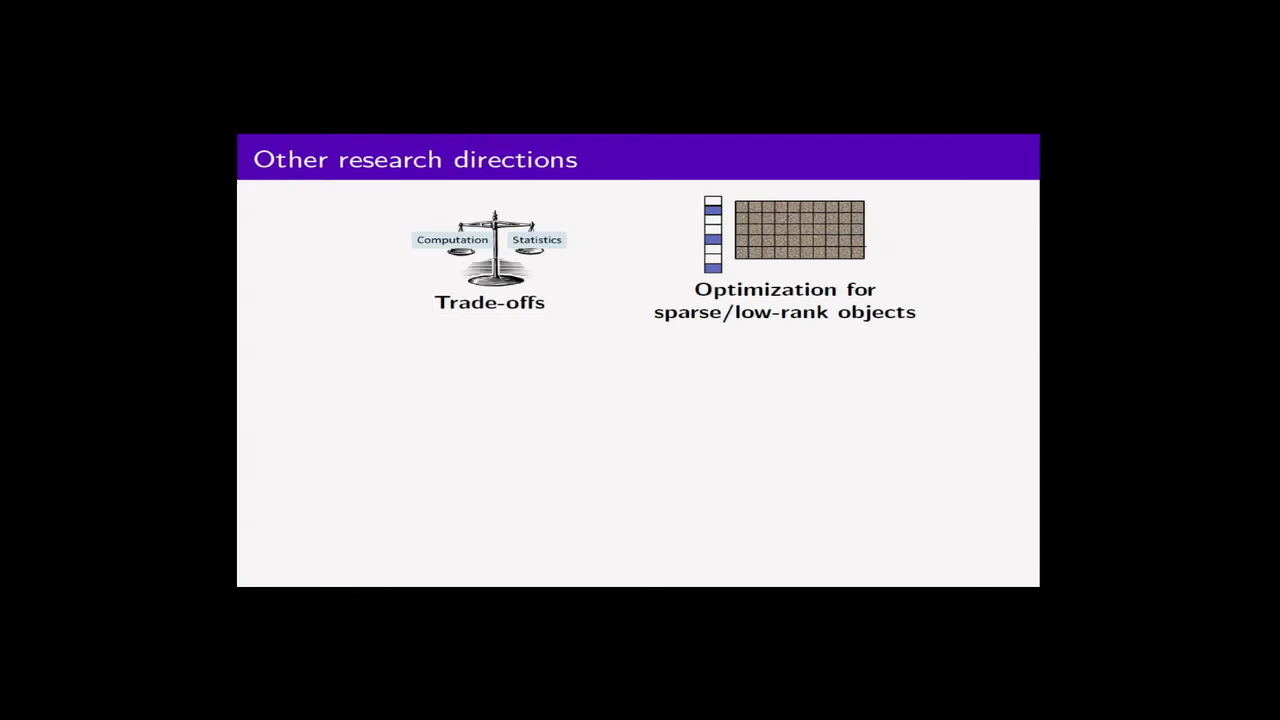 Other research directions
Computation Statistics
Trade-offs
Optimization for
sparse/low-rank objects